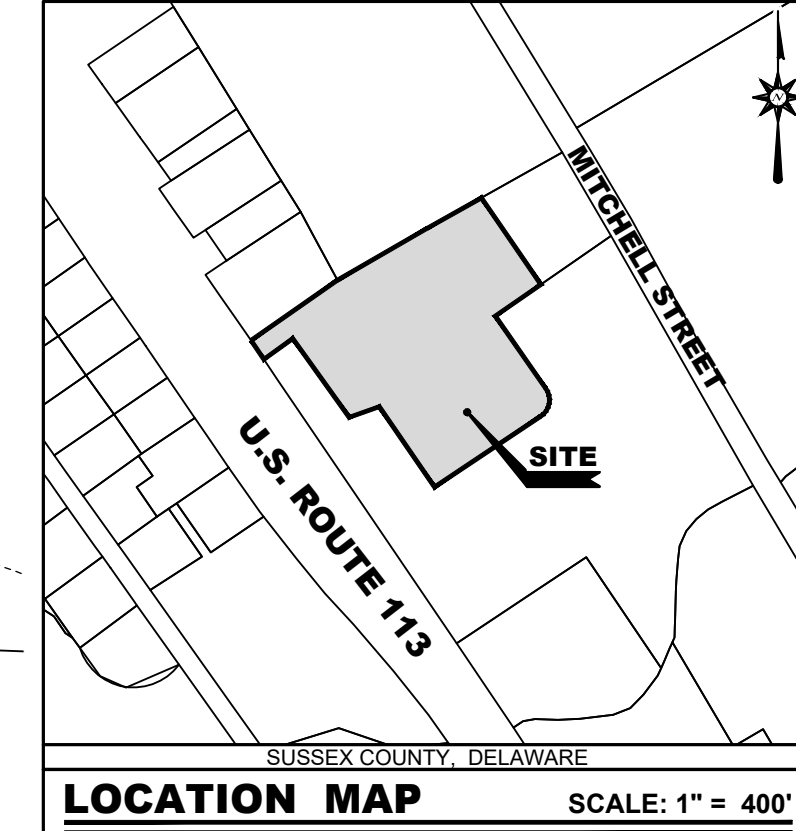 N
MITCHELL STREET
U.S. ROUTE 113
SITE
SUSSEX COUNTY, DELAWARE
LOCATION MAP
SCALE: 1" = 400'